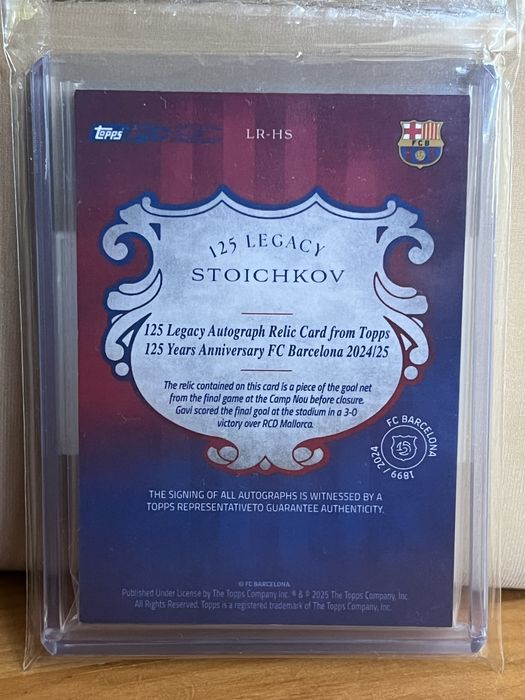 topps
LR-HS
FCB
125 LEGACY
STOICHKOV
125 Legacy Autograph Relic Card from Topps
125 Years Anniversary FC Barcelona 2024/25
The relic contained on this card is a piece of the goal net
from the final game at the Camp Nou before closure.
Gavi scored the final goal at the stadium in a 3-0
victory over RCD Mallorca.
FC BARCELONA
125
1899 / 2024
THE SIGNING OF ALL AUTOGRAPHS IS WITNESSED BY A
TOPPS REPRESENTATIVETO GUARANTEE AUTHENTICITY.
© FC BARCELONA
Published Under License by The Topps Company Inc. ® & © 2025 The Topps Company, Inc.
All Rights Reserved. Topps is a registered trademark of The Topps Company, Inc.